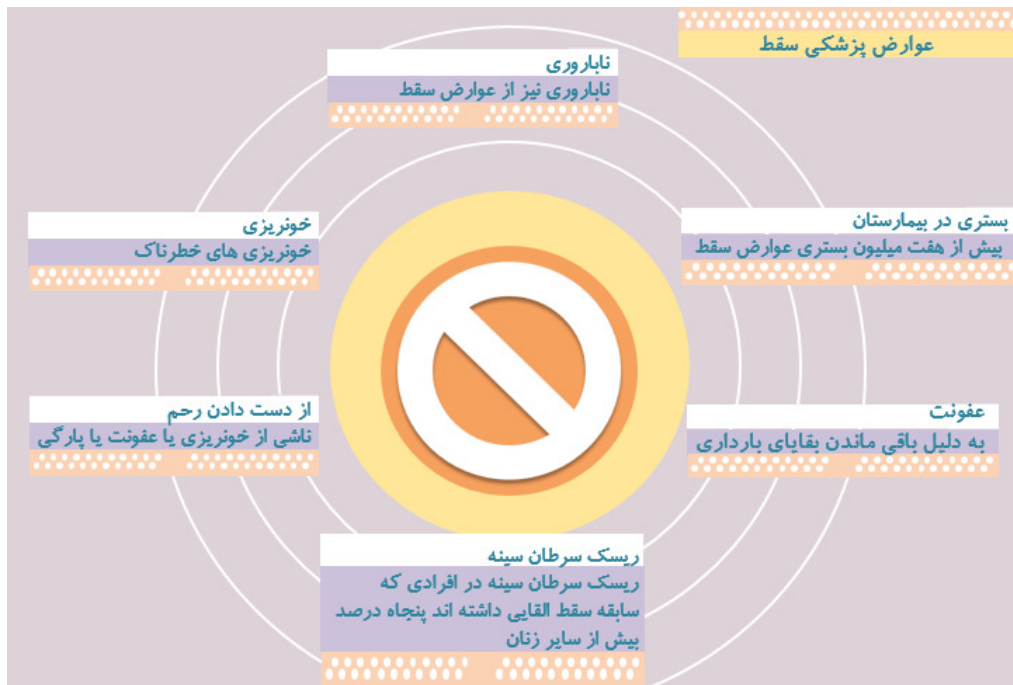 عوارض پزشکی سقط
ناباروری
ناباروری نیز از عوارض سقط
بستری در بیمارستان
بیش از هفت میلیون بستری عوارض سقط
خونریزی
خونریزی های خطرناک
عفونت
به دلیل باقی ماندن بقایای بارداری
از دست دادن رحم
ناشی از خونریزی یا عفونت یا پارگی
ریسک سرطان سینه
ریسک سرطان سینه در افرادی که
سابقه سقط القایی داشته اند پنجاه درصد
بیش از سایر زنان